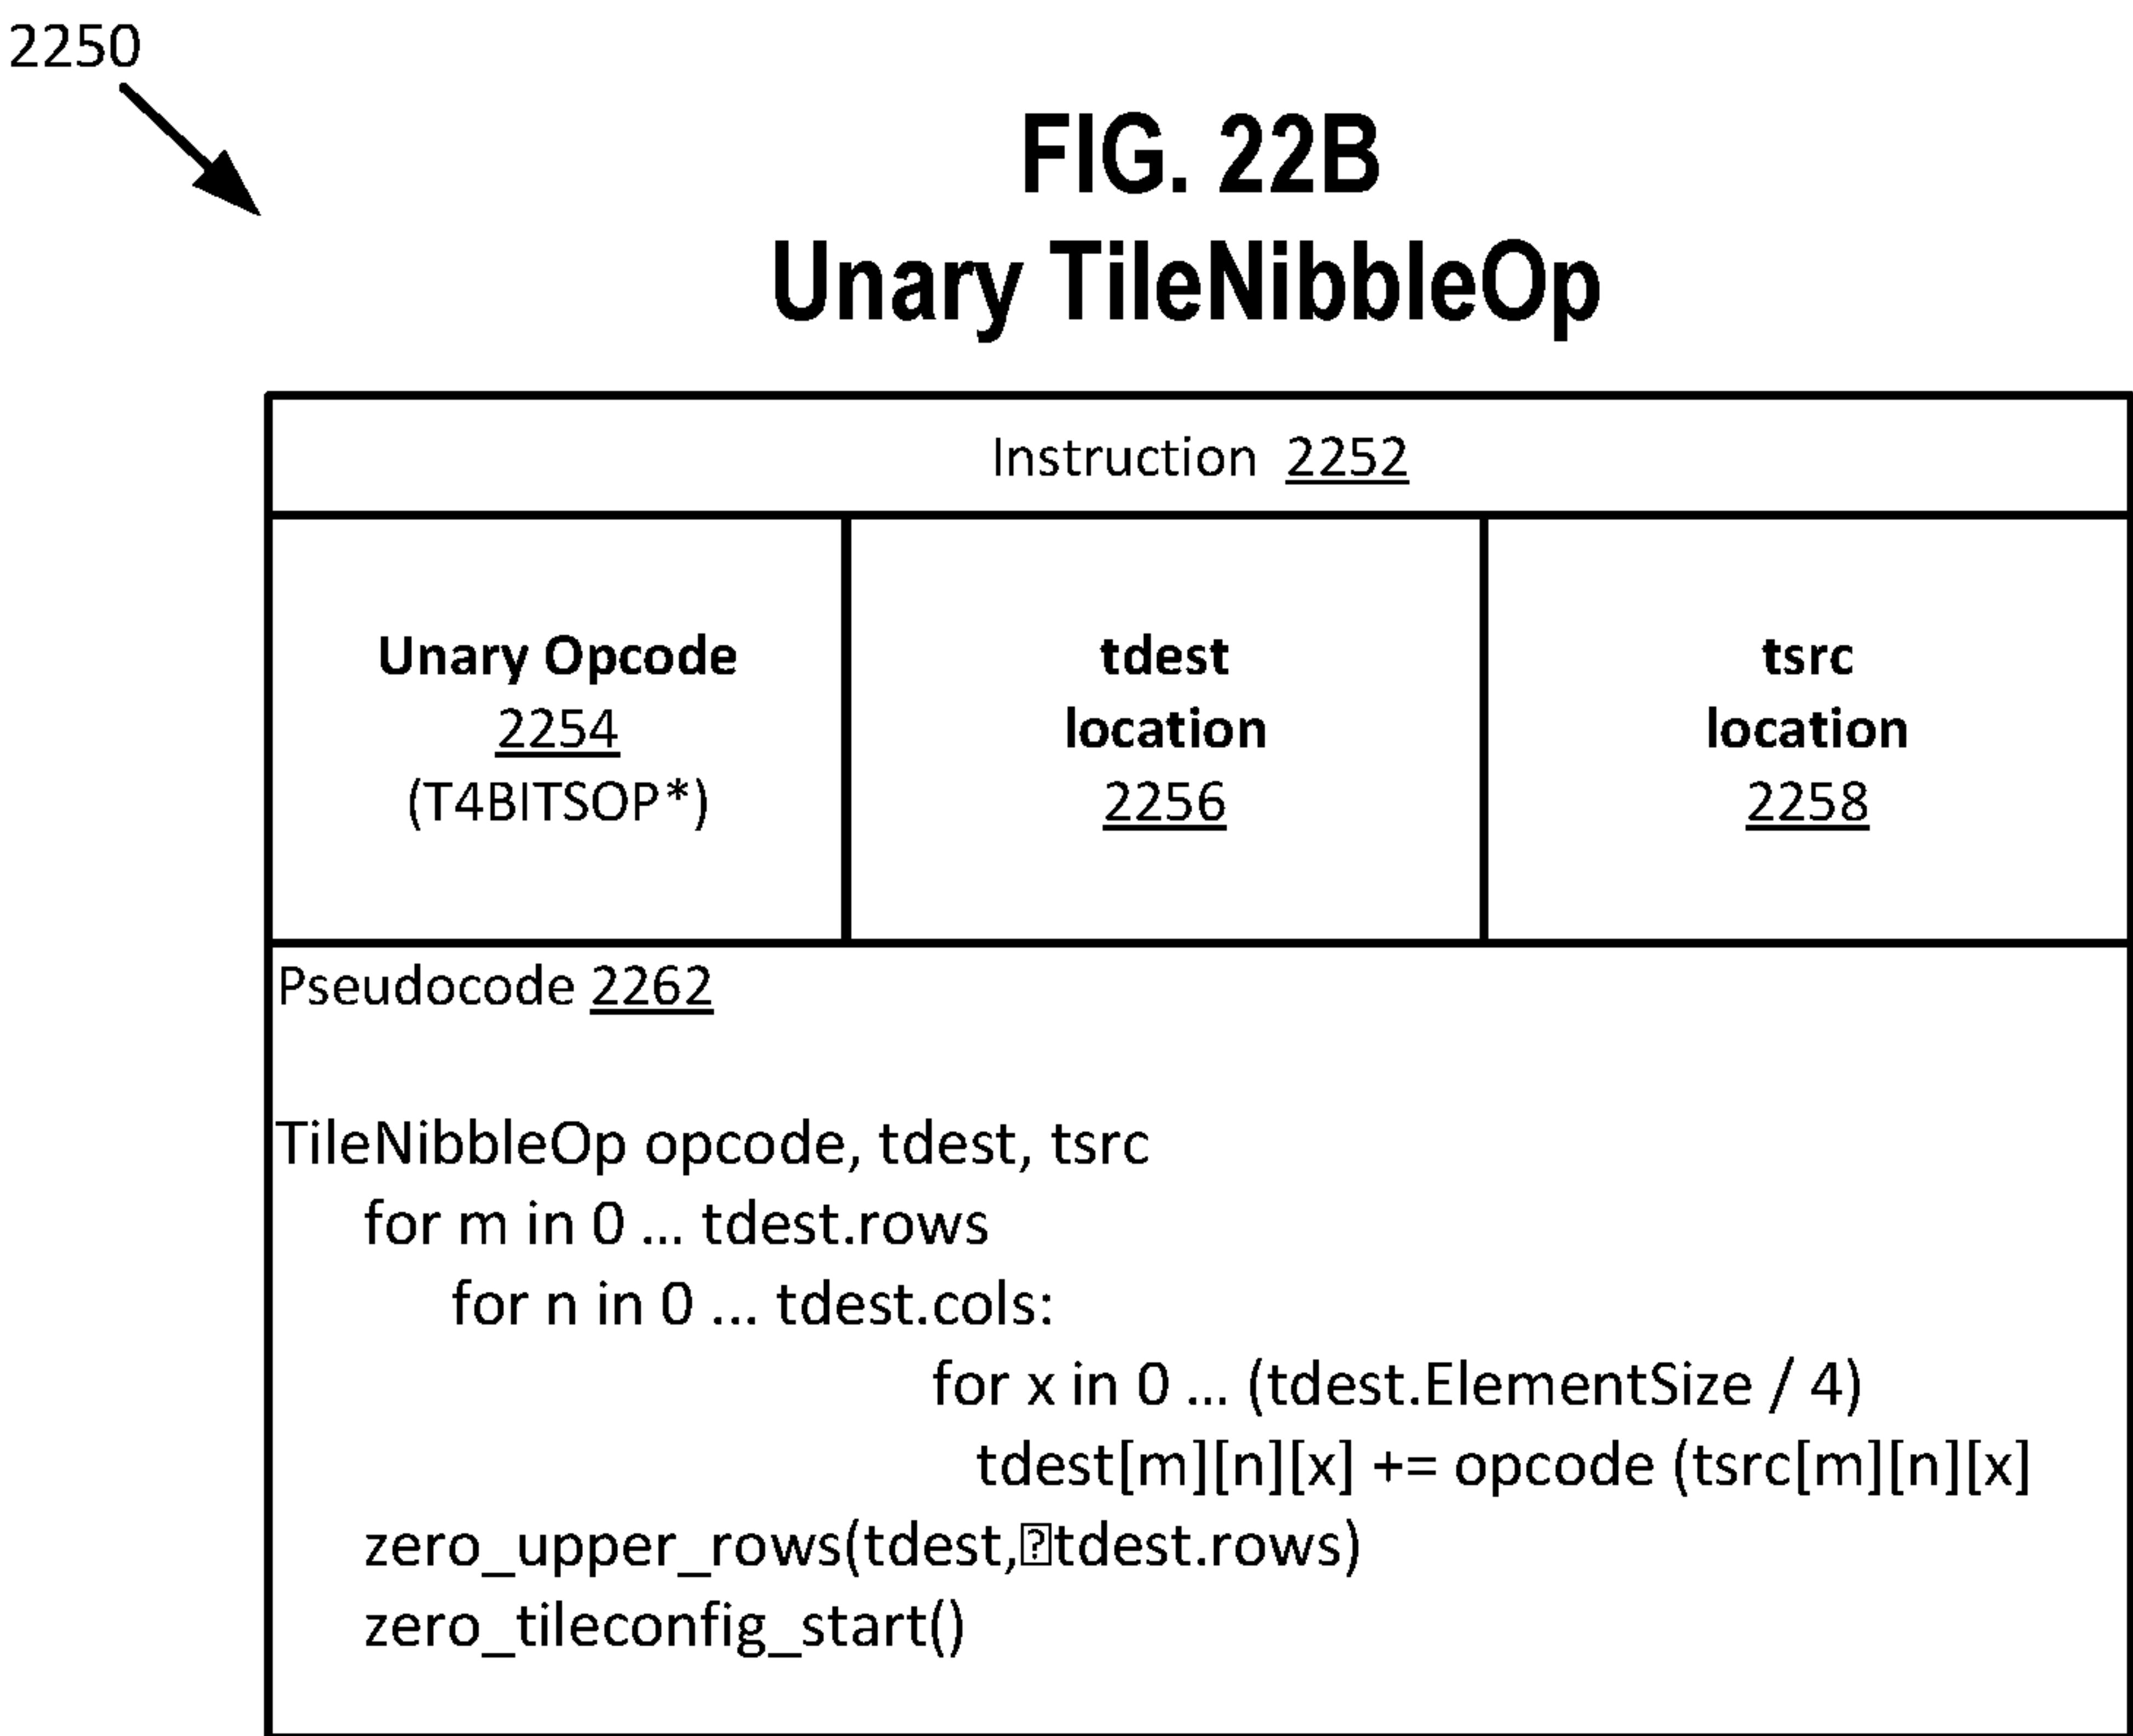 2250
FIG. 22B
Unary TileNibbleOp
Instruction 2252
Unary Opcode
2254
(T4BITSOP*)
tdest
location
2256
tsrc
location
2258
Pseudocode 2262
TileNibbleOp opcode, tdest, tsrc
for m in 0 ... tdest.rows
for n in 0 ... tdest.cols:
for x in 0 ... (tdest.ElementSize / 4)
tdest[m][n][x] += opcode (tsrc[m][n][x]
zero_upper_rows(tdest,⍰tdest.rows)
zero_tileconfig_start()